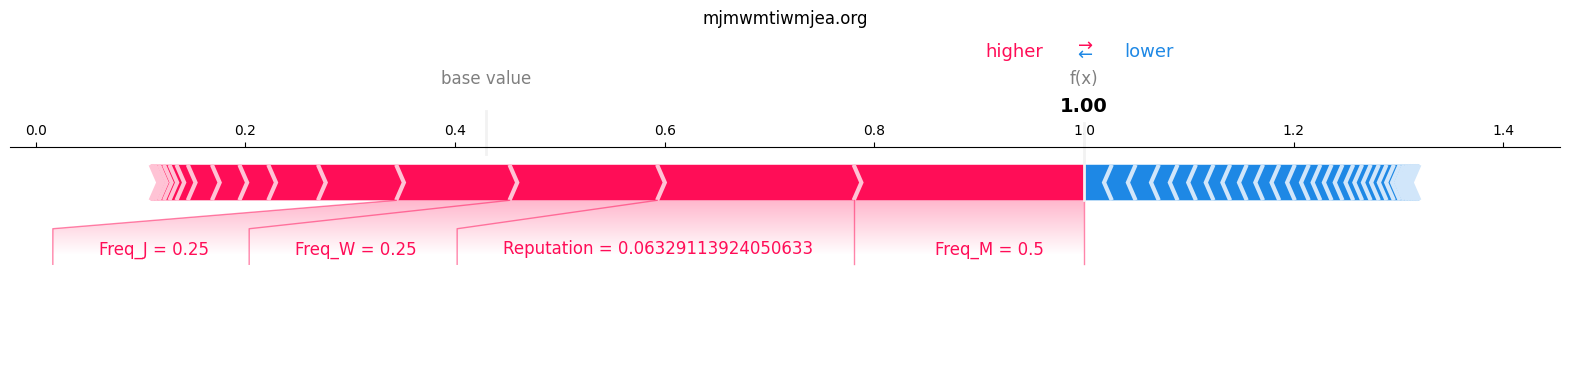 mjmwmtiwmjea.org
higher ⇄ lower
base value f(x)
1.00
0.0 0.2 0.4 0.6 0.8 1.0 1.2 1.4
Freq_J = 0.25 Freq_W = 0.25 Reputation = 0.06329113924050633 Freq_M = 0.5